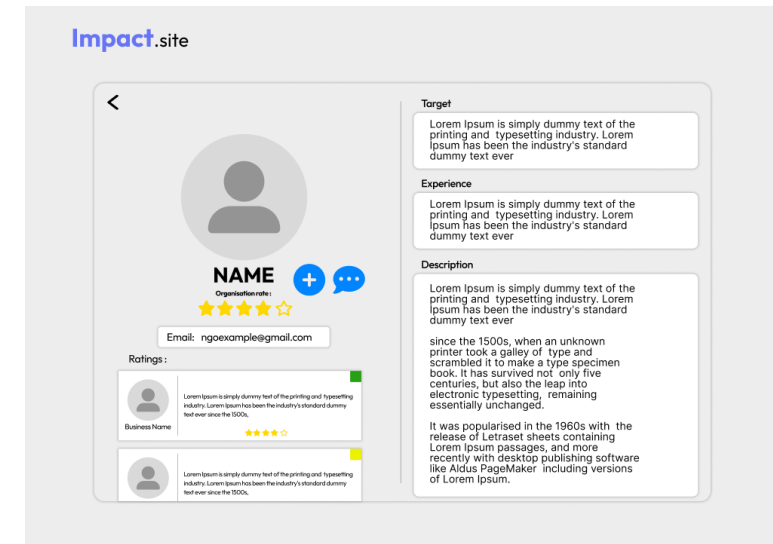 Impact.site
NAME
Organisation rate :
Email: ngoexample@gmail.com
Ratings :
Lorem Ipsum is simply dummy text of the printing and typesetting
industry. Lorem Ipsum has been the industry's standard dummy
text ever since the 1500s,
Business Name
Lorem Ipsum is simply dummy text of the printing and typesetting
industry. Lorem Ipsum has been the industry's standard dummy
text ever since the 1500s,
Target
Lorem Ipsum is simply dummy text of the
printing and typesetting industry. Lorem
Ipsum has been the industry's standard
dummy text ever
Experience
Lorem Ipsum is simply dummy text of the
printing and typesetting industry. Lorem
Ipsum has been the industry's standard
dummy text ever
Description
Lorem Ipsum is simply dummy text of the
printing and typesetting industry. Lorem
Ipsum has been the industry's standard
dummy text ever
since the 1500s, when an unknown
printer took a galley of type and
scrambled it to make a type specimen
book. It has survived not only five
centuries, but also the leap into
electronic typesetting, remaining
essentially unchanged.
It was popularised in the 1960s with the
release of Letraset sheets containing
Lorem Ipsum passages, and more
recently with desktop publishing software
like Aldus PageMaker including versions
of Lorem Ipsum.